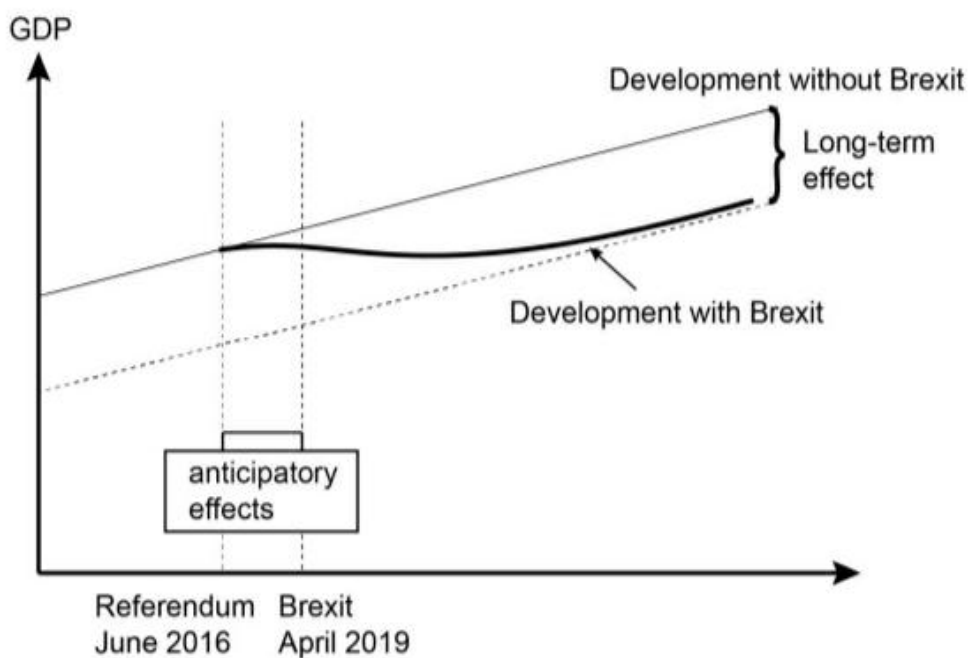 GDP
Development without Brexit
Long-term
effect
Development with Brexit
anticipatory
effects
Referendum
June 2016
Brexit
April 2019